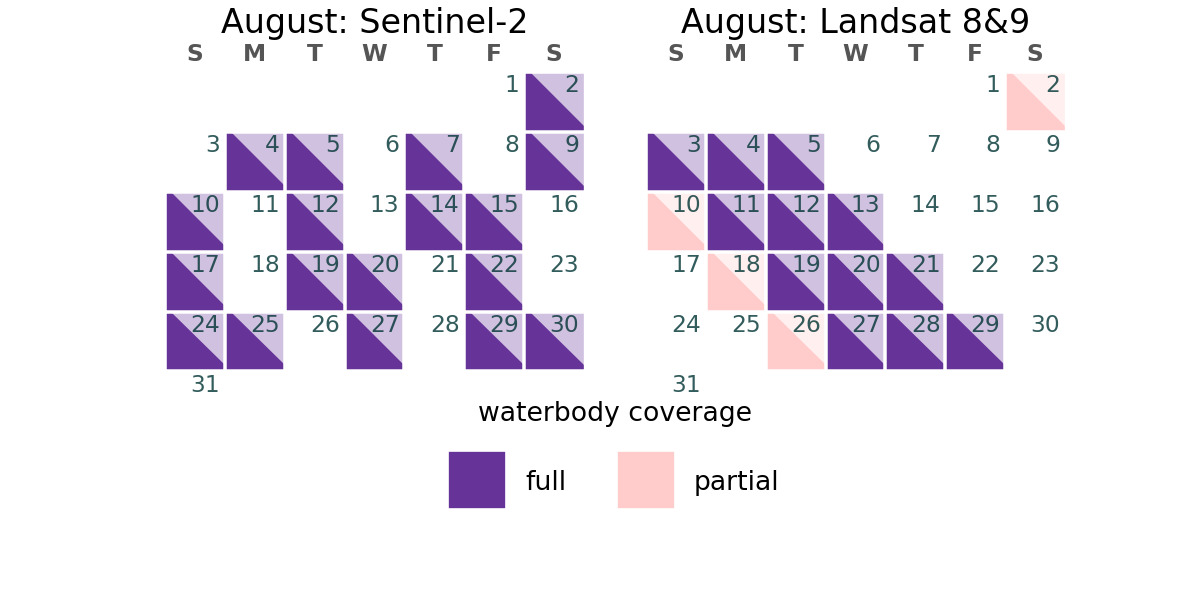 August: Sentinel-2
S M T W T F S
1 2
3 4 5 6 7 8 9
10 11 12 13 14 15 16
17 18 19 20 21 22 23
24 25 26 27 28 29 30
31
August: Landsat 8&9
S M T W T F S
1 2
3 4 5 6 7 8 9
10 11 12 13 14 15 16
17 18 19 20 21 22 23
24 25 26 27 28 29 30
31
waterbody coverage
full partial